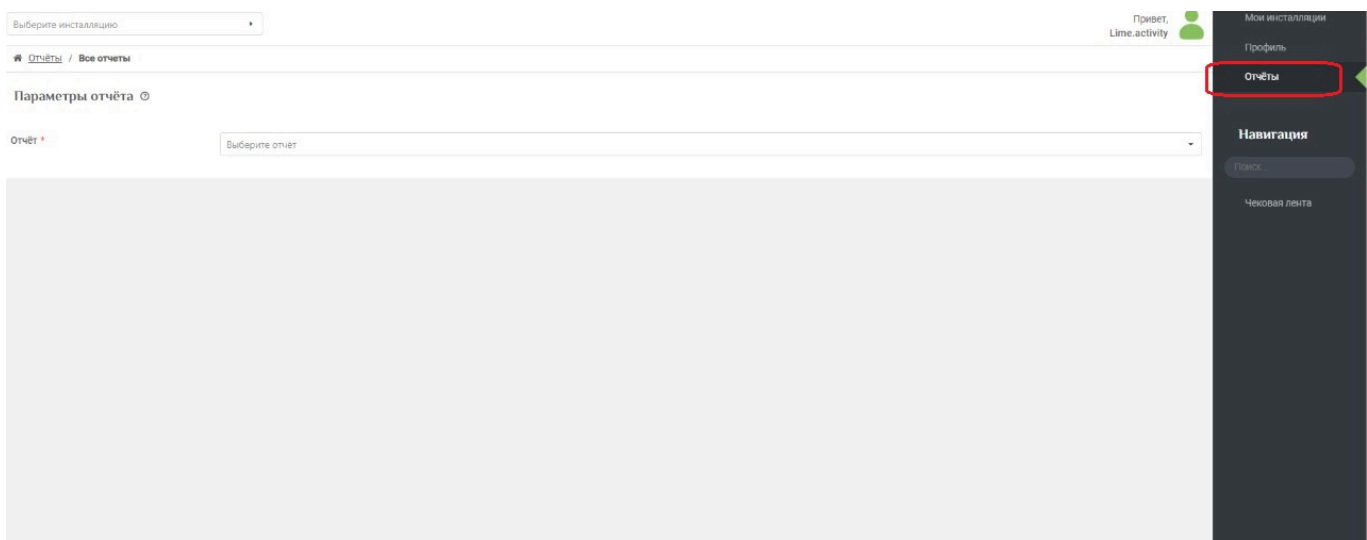 Выберите инсталляцию
Привет,
Lime.activity
Отчёты / Все отчеты
Параметры отчёта
Отчёт *
Выберите отчёт
Мои инсталляции
Профиль
Отчёты
Навигация
Поиск...
Чековая лента